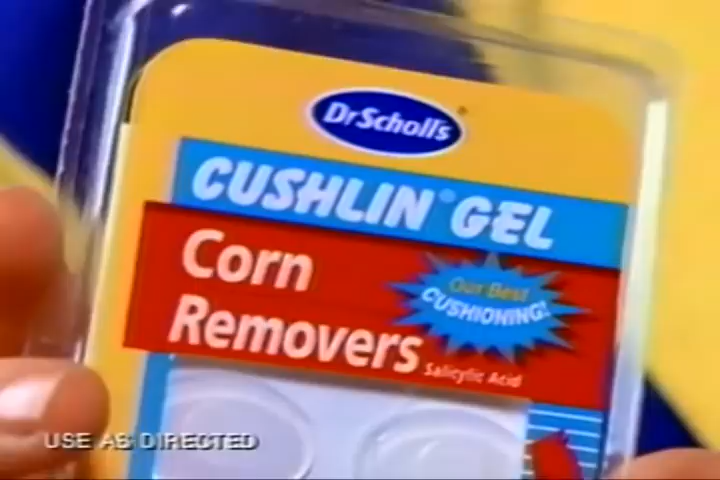 Dr Scholl's®
CUSHLIN® GEL
Corn
Removers
Our Best
CUSHIONING!
Salicylic Acid
USE AS DIRECTED